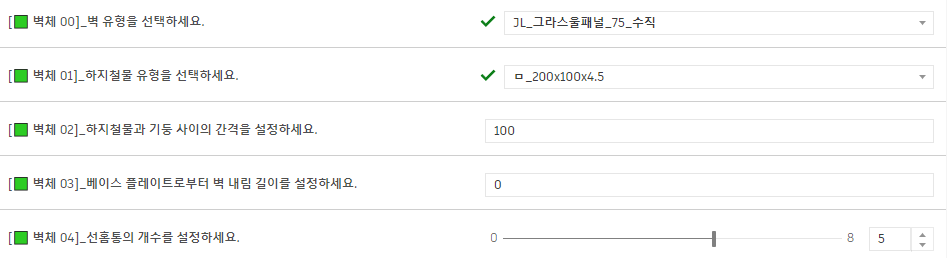 [🟩 벽체 00]_벽 유형을 선택하세요.
JL_그라스울패널_75_수직
[🟩 벽체 01]_하지철물 유형을 선택하세요.
ㅁ_200x100x4.5
[🟩 벽체 02]_하지철물과 기둥 사이의 간격을 설정하세요.
100
[🟩 벽체 03]_베이스 플레이트로부터 벽 내림 길이를 설정하세요.
0
[🟩 벽체 04]_선홈통의 개수를 설정하세요.
0 8 5